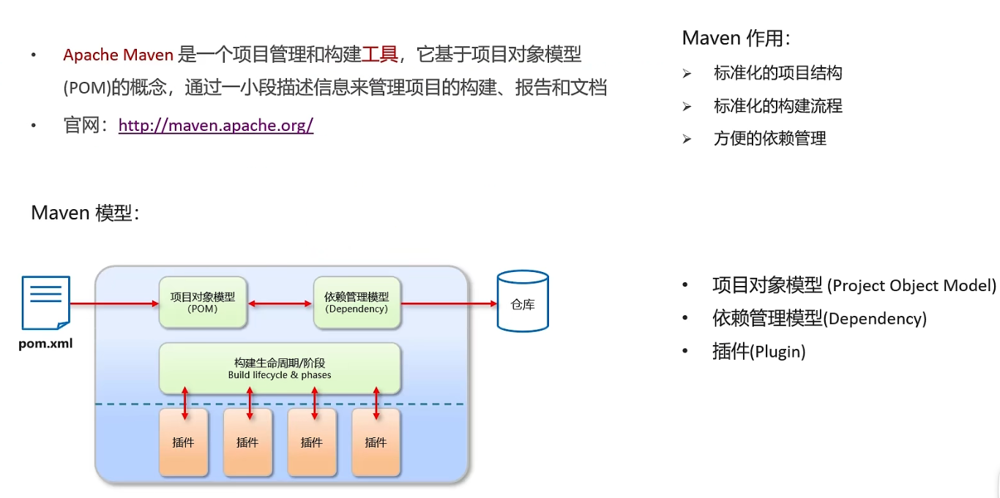 Apache Maven 是一个项目管理和构建工具，它基于项目对象模型
(POM)的概念，通过一小段描述信息来管理项目的构建、报告和文档
官网：http://maven.apache.org/
Maven 作用：
标准化的项目结构
标准化的构建流程
方便的依赖管理
Maven 模型：
pom.xml
项目对象模型
(POM)
依赖管理模型
(Dependency)
仓库
构建生命周期/阶段
Build lifecycle & phases
插件
插件
插件
插件
项目对象模型 (Project Object Model)
依赖管理模型(Dependency)
插件(Plugin)